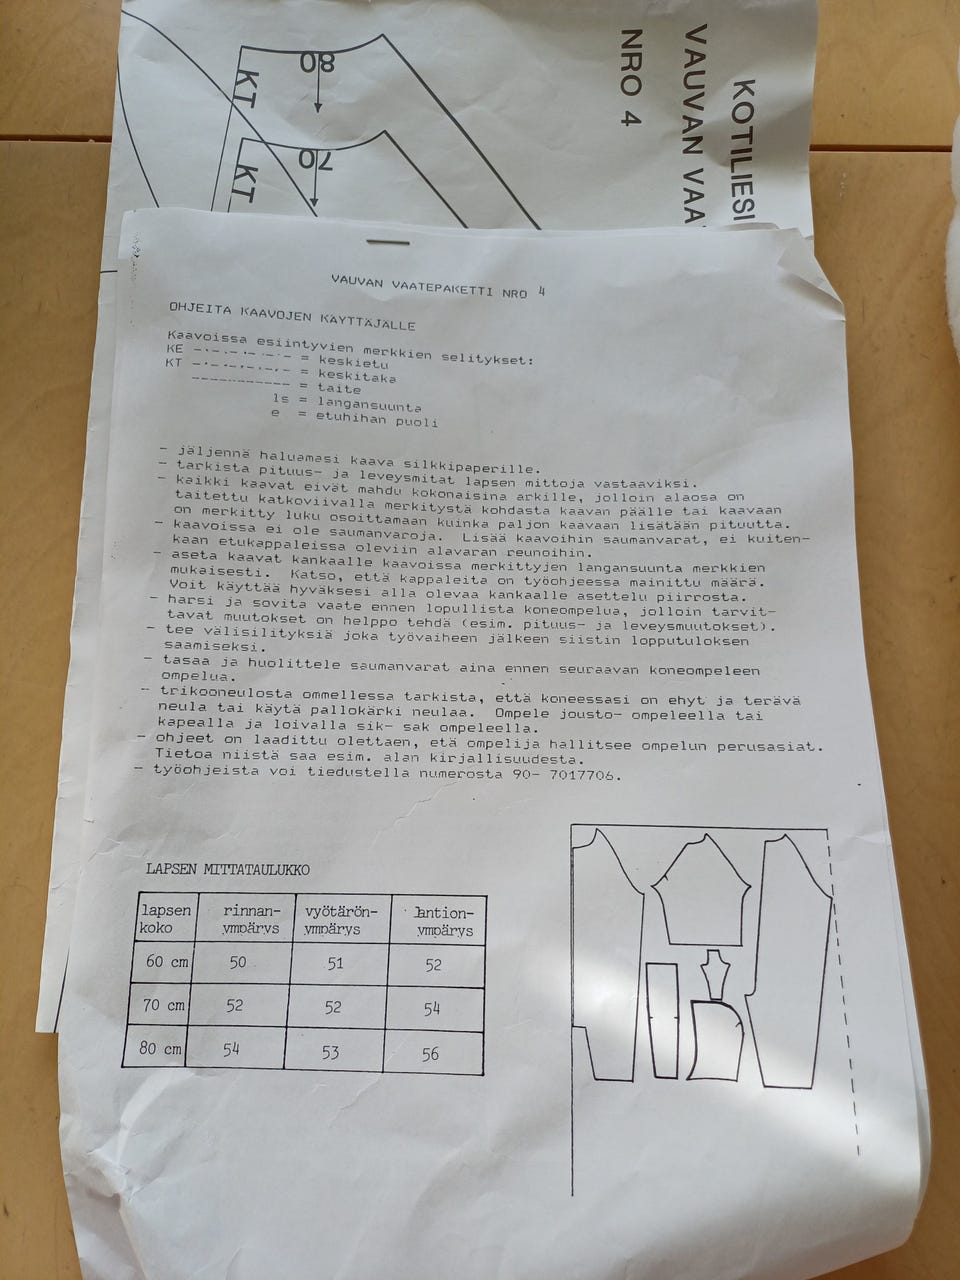 KOTILIESI
VAUVAN VAA
NRO 4
80
KT
70
KT
VAUVAN VAATEPAKETTI NRO 4
OHJEITA KAAVOJEN KÄYTTÄJÄLLE
Kaavoissa esiintyvien merkkien selitykset:
KE -.-.-.-.-.- = keskietu
KT -.-.-.-.-.- = keskitaka
------------ = taite
ls = langansuunta
e = etuhihan puoli
- jäljennä haluamasi kaava silkkipaperille.
- tarkista pituus- ja leveysmitat lapsen mittoja vastaaviksi.
- kaikki kaavat eivät mahdu kokonaisina arkille, jolloin alaosa on
taitettu katkoviivalla merkitystä kohdasta kaavan päälle tai kaavaan
on merkitty luku osoittamaan kuinka paljon kaavaan lisätään pituutta.
- kaavoissa ei ole saumanvaroja. Lisää kaavoihin saumanvarat, ei kuiten-
kaan etukappaleissa oleviin alavaran reunoihin.
- aseta kaavat kankaalle kaavoissa merkittyjen langansuunta merkkien
mukaisesti. Katso, että kappaleita on työohjeessa mainittu määrä.
Voit käyttää hyväksesi alla olevaa kankaalle asettelu piirrosta.
- harsi ja sovita vaate ennen lopullista koneompelua, jolloin tarvit-
tavat muutokset on helppo tehdä (esim. pituus- ja leveysmuutokset).
- tee välisilityksiä joka työvaiheen jälkeen siistin lopputuloksen
saamiseksi.
- tasaa ja huolittele saumanvarat aina ennen seuraavan koneompeleen
ompelua.
- trikooneulosta ommellessa tarkista, että koneessasi on ehyt ja terävä
neula tai käytä pallokärki neulaa. Ompele jousto- ompeleella tai
kapealla ja loivalla sik- sak ompeleella.
- ohjeet on laadittu olettaen, etä ompelija hallitsee ompelun perusasiat.
Tietoa niistä saa esim. alan kirjallisuudesta.
- työohjeista voi tiedustella numerosta 90- 7017706.
LAPSEN MITTATAULUKKO
lapsen koko rinnan-ympärys vyötärön-ympärys lantion-ympärys
60 cm 50 51 52
70 cm 52 52 54
80 cm 54 53 56